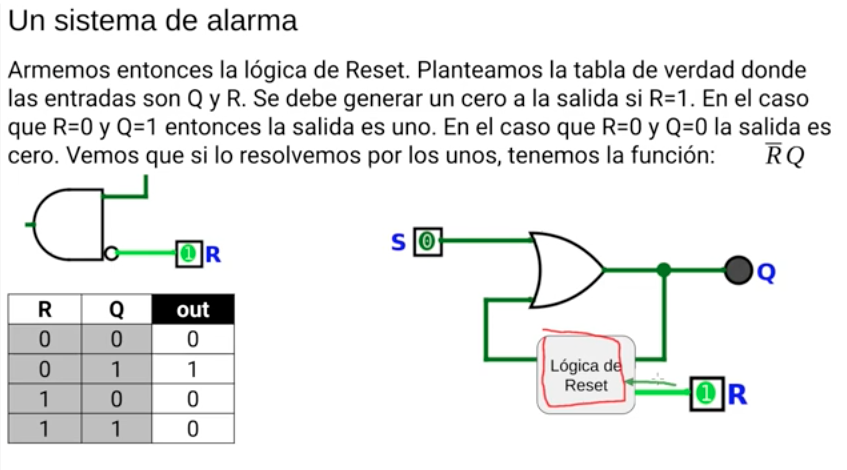 Un sistema de alarma
Armemos entonces la lógica de Reset. Planteamos la tabla de verdad donde
las entradas son Q y R. Se debe generar un cero a la salida si R=1. En el caso
que R=0 y Q=1 entonces la salida es uno. En el caso que R=0 y Q=0 la salida es
cero. Vemos que si lo resolvemos por los unos, tenemos la función: R̅ Q
1 R
S 0
Q
Lógica de
Reset
1 R
R Q out
0 0 0
0 1 1
1 0 0
1 1 0